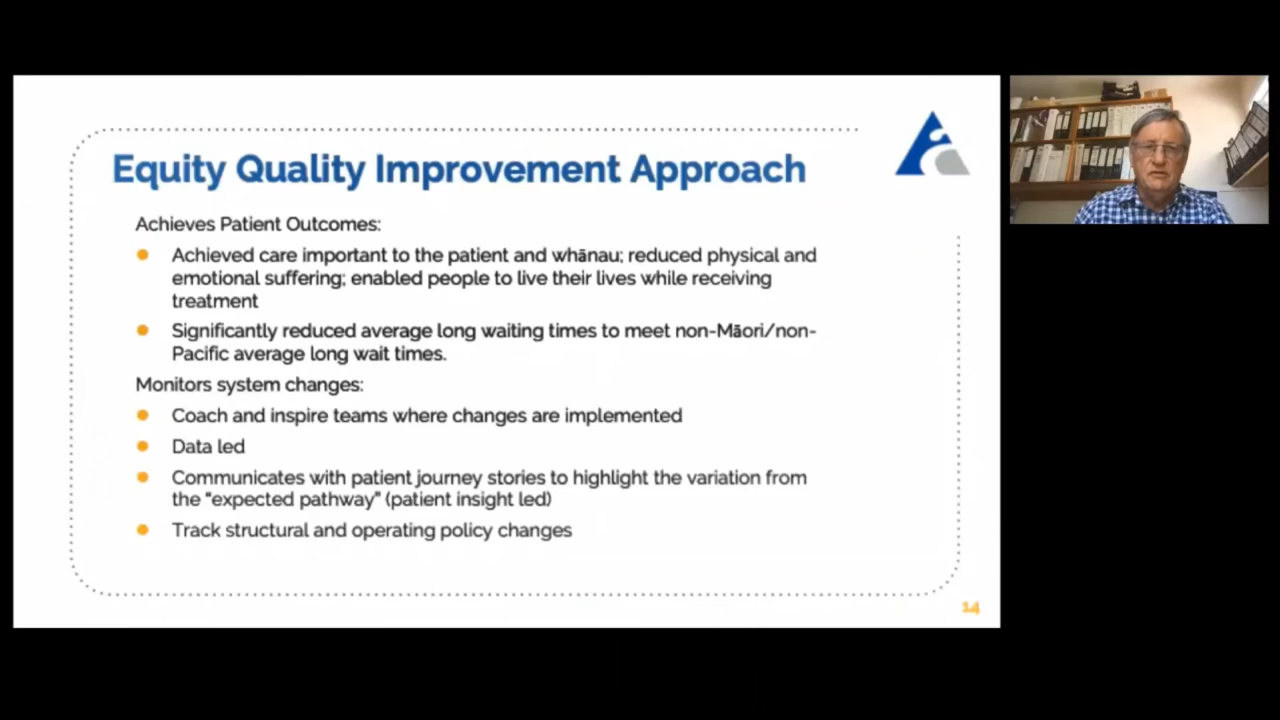 Equity Quality Improvement Approach
Achieves Patient Outcomes:
Achieved care important to the patient and whānau; reduced physical and
emotional suffering; enabled people to live their lives while receiving
treatment
Significantly reduced average long waiting times to meet non-Māori/non-
Pacific average long wait times.
Monitors system changes:
Coach and inspire teams where changes are implemented
Data led
Communicates with patient journey stories to highlight the variation from
the “expected pathway” (patient insight led)
Track structural and operating policy changes
14